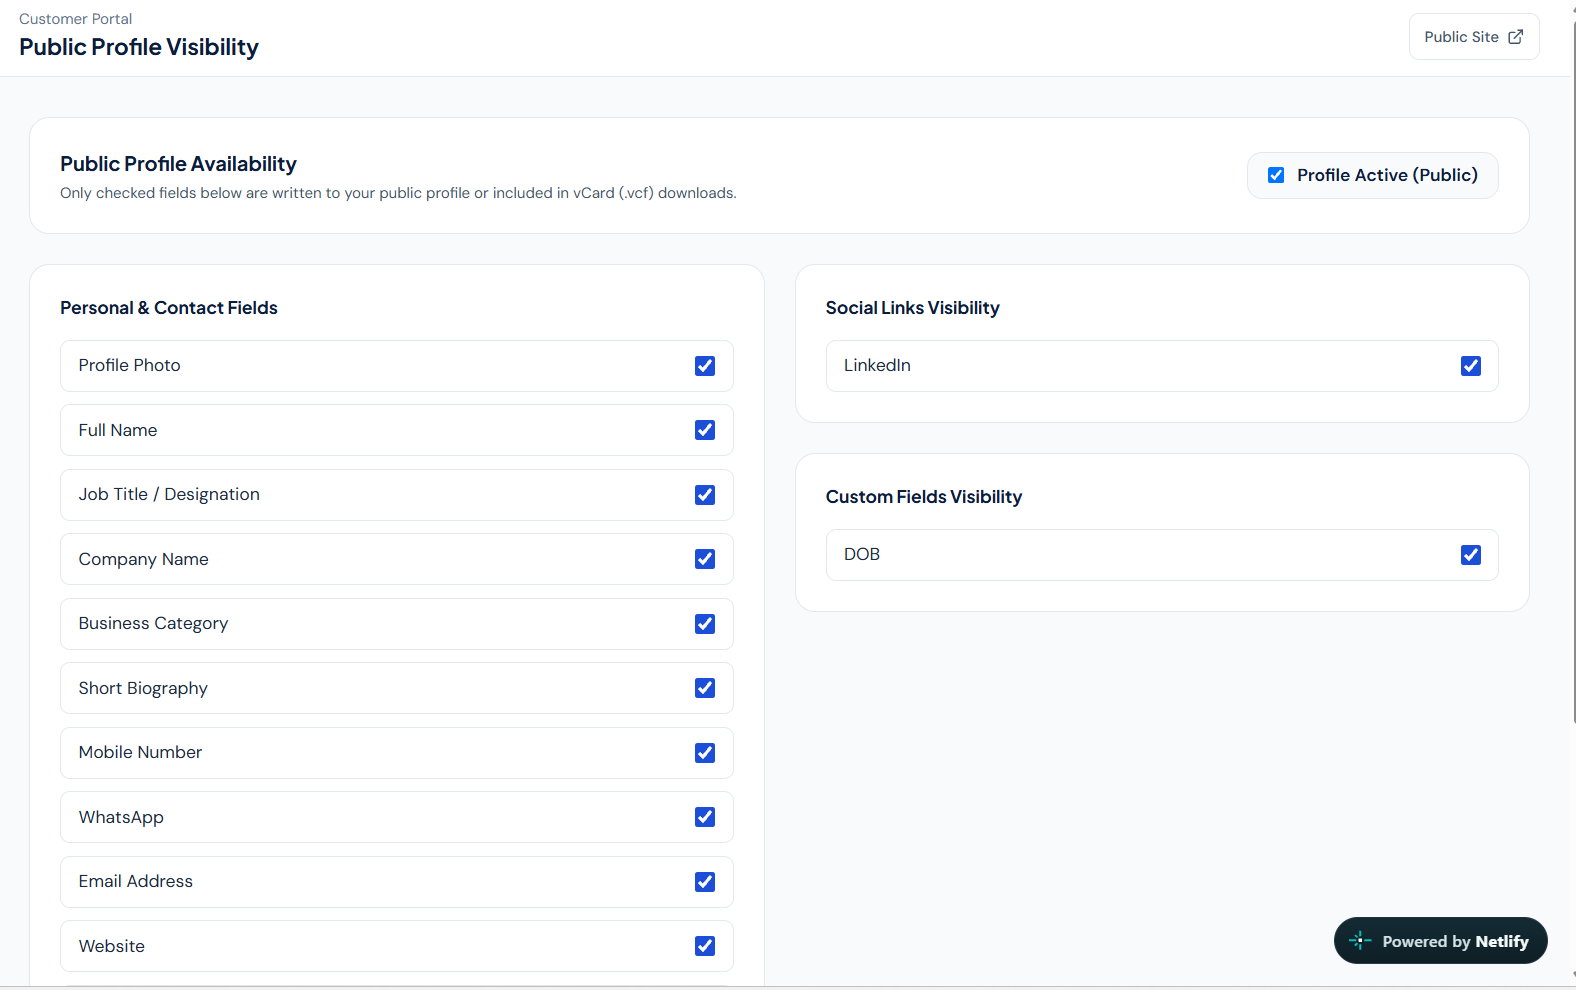 Customer Portal
Public Profile Visibility
Public Site
Public Profile Availability
Only checked fields below are written to your public profile or included in vCard (.vcf) downloads.
Profile Active (Public)
Personal & Contact Fields
Profile Photo
Full Name
Job Title / Designation
Company Name
Business Category
Short Biography
Mobile Number
WhatsApp
Email Address
Website
Social Links Visibility
LinkedIn
Custom Fields Visibility
DOB
Powered by Netlify